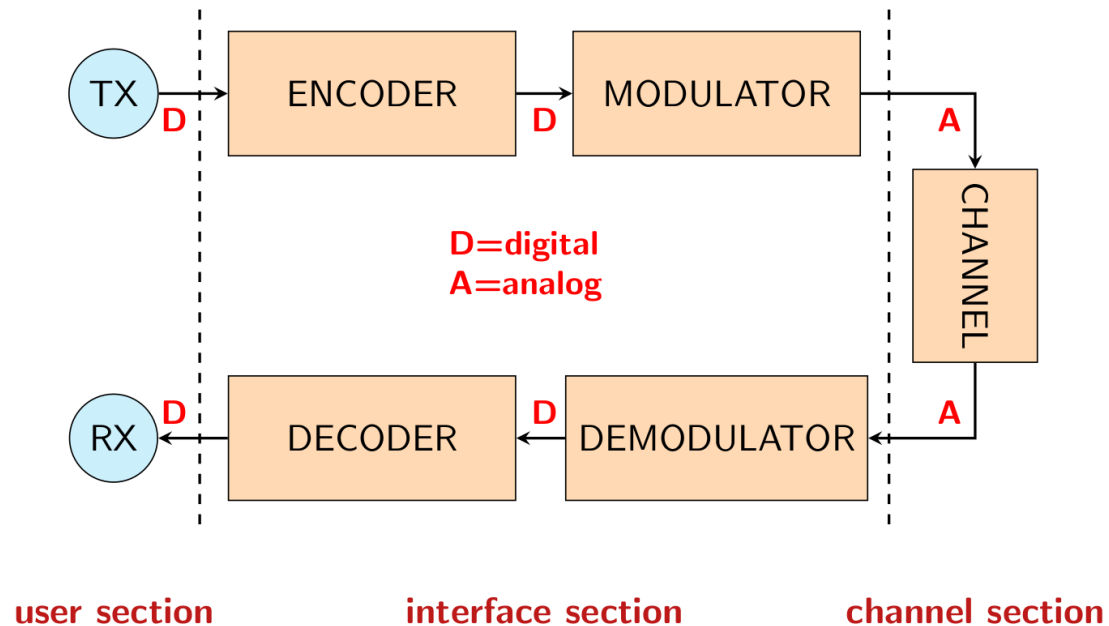 TX
D
ENCODER
D
MODULATOR
A
CHANNEL
D=digital
A=analog
RX
D
DECODER
D
DEMODULATOR
A
user section
interface section
channel section